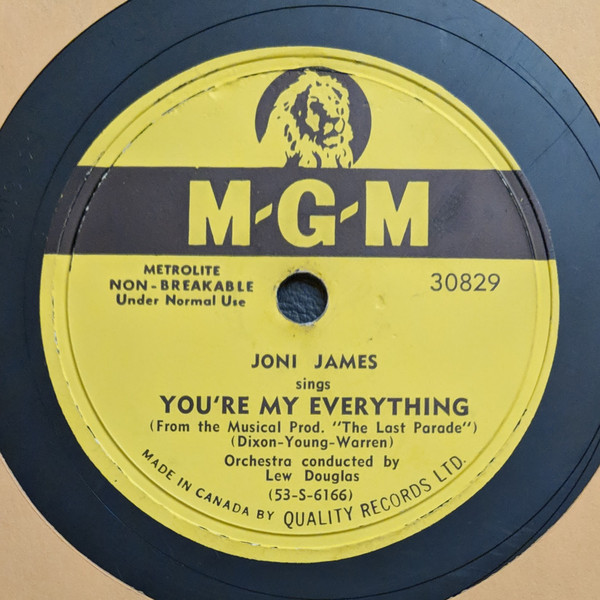 M-G-M
METROLITE
NON-BREAKABLE
Under Normal Use
30829
JONI JAMES
sings
YOU'RE MY EVERYTHING
(From the Musical Prod. "The Last Parade")
(Dixon-Young-Warren)
Orchestra conducted by
Lew Douglas
(53-S-6166)
MADE IN CANADA BY QUALITY RECORDS LTD.